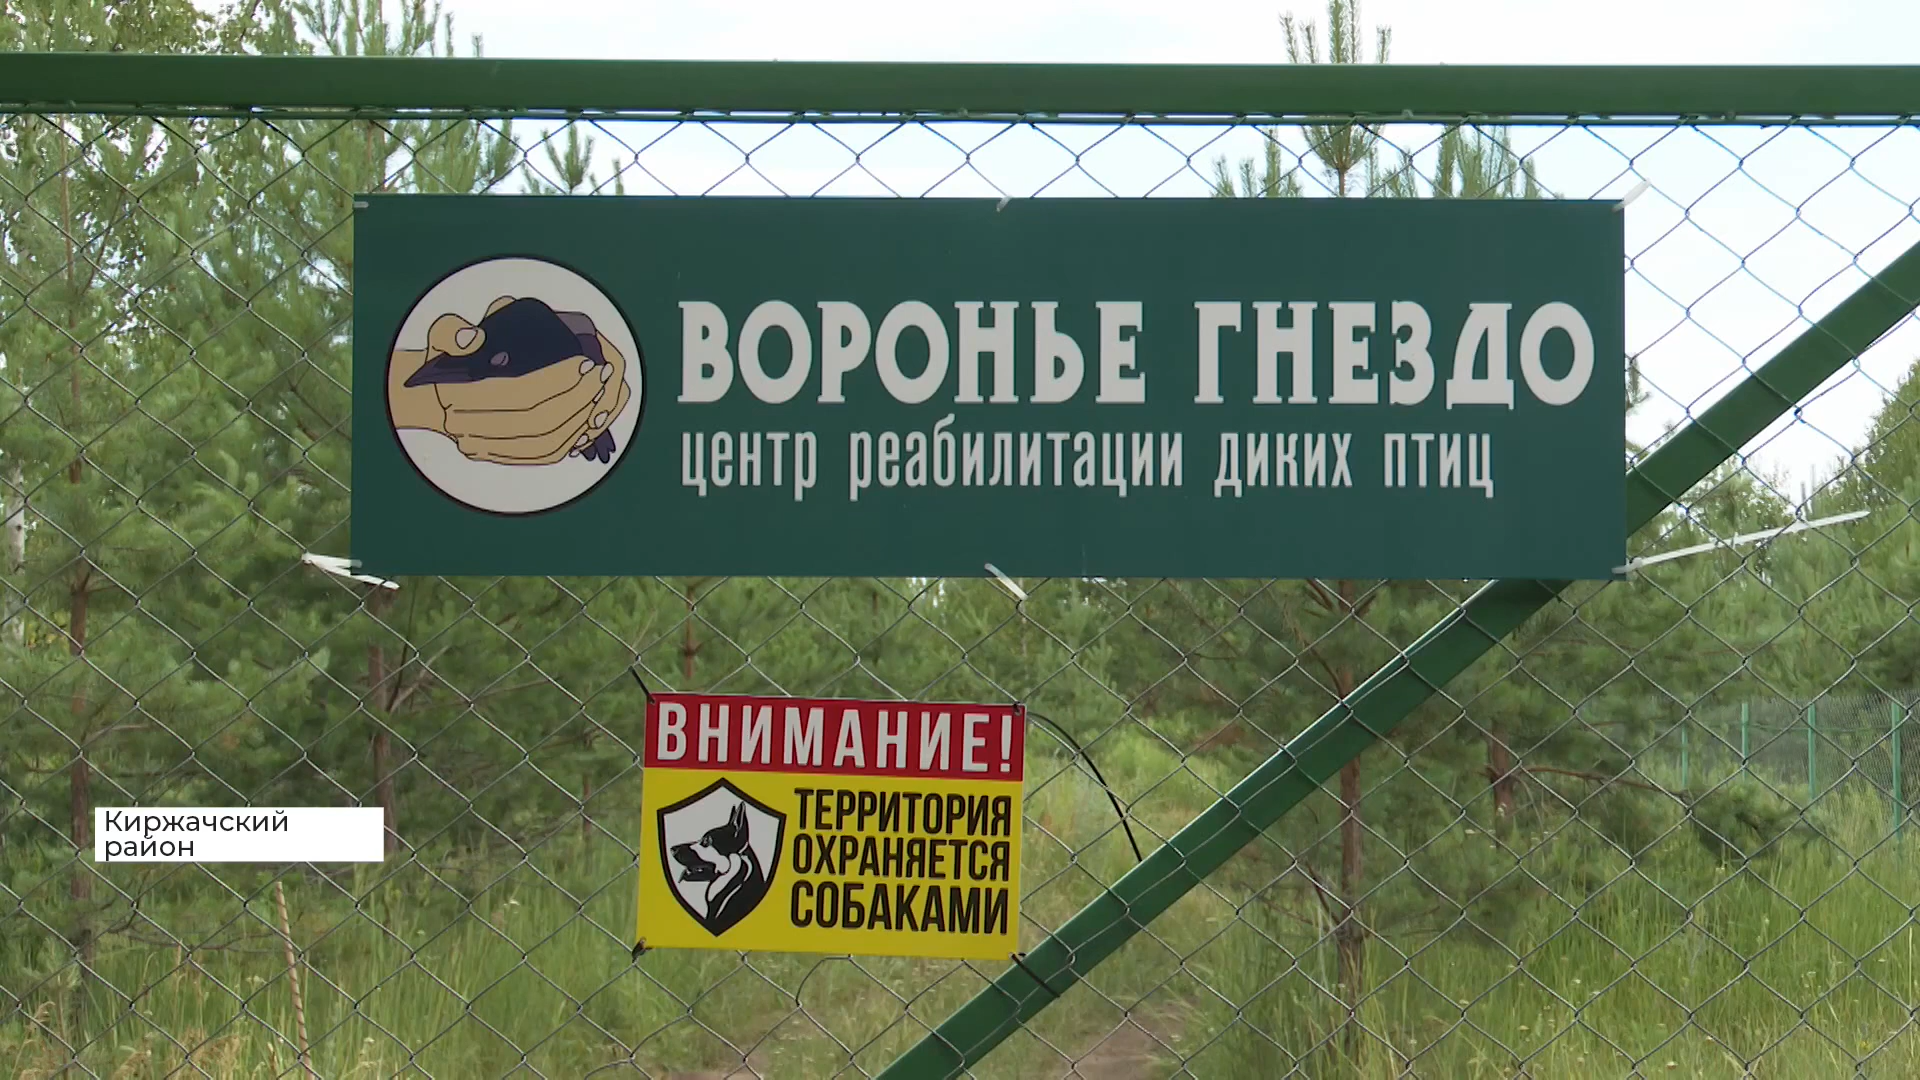 ВОРОНЬЕ ГНЕЗДО
центр реабилитации диких птиц
ВНИМАНИЕ!
ТЕРРИТОРИЯ
ОХРАНЯЕТСЯ
СОБАКАМИ
Киржачский
район